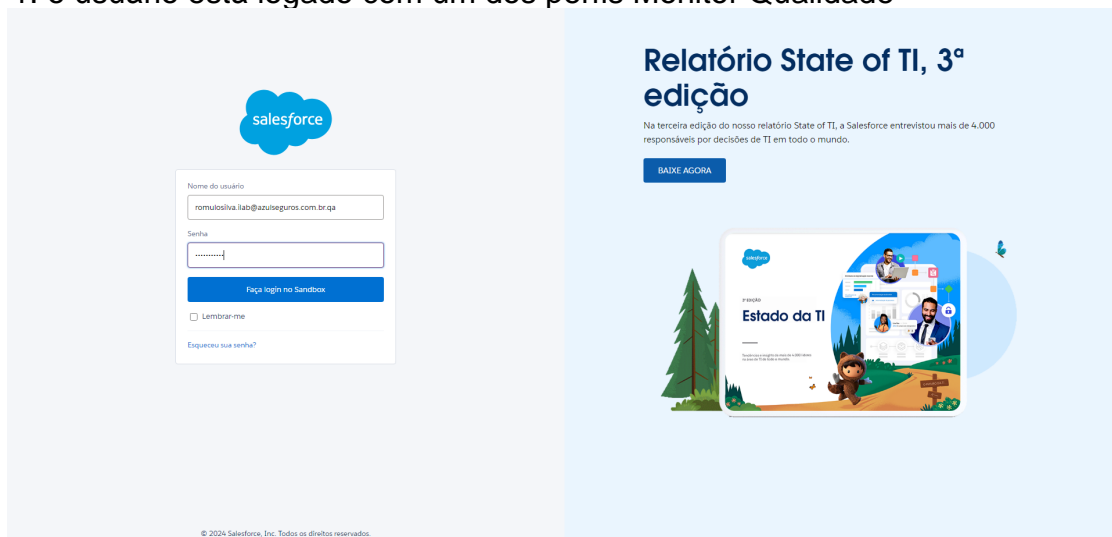 1. o usuário está logado com um dos perfis Monitor Qualidade
salesforce
Nome do usuário
romulosilva.ilab@azulseguros.com.br.qa
Senha
Faça login no Sandbox
Lembrar-me
Esqueceu sua senha?
© 2024 Salesforce, Inc. Todos os direitos reservados.
Relatório State of TI, 3ª
edição
Na terceira edição do nosso relatório State of TI, a Salesforce entrevistou mais de 4.000
responsáveis por decisões de TI em todo o mundo.
BAIXE AGORA
salesforce
3ª EDIÇÃO
Estado da TI